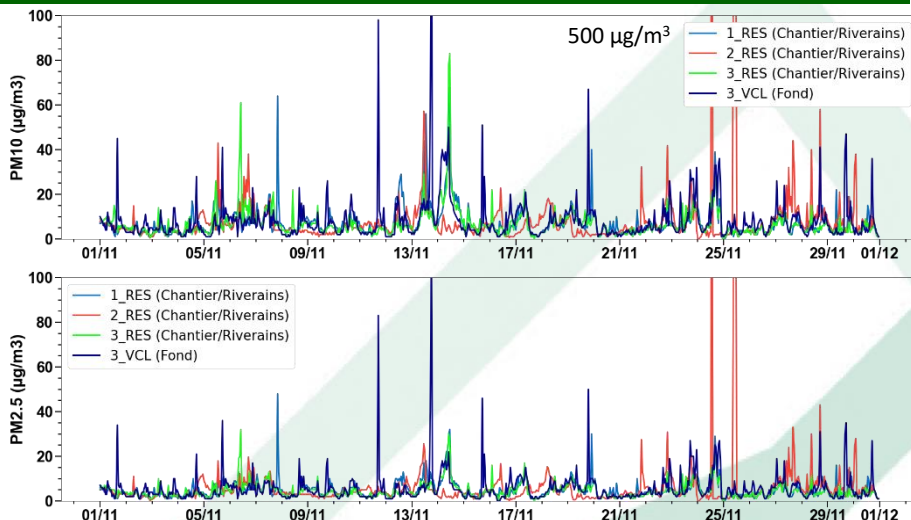 100
80
60
40
20
0
PM10 (µg/m3)
500 µg/m³
1_RES (Chantier/Riverains)
2_RES (Chantier/Riverains)
3_RES (Chantier/Riverains)
3_VCL (Fond)
01/11 05/11 09/11 13/11 17/11 21/11 25/11 29/11 01/12
100
80
60
40
20
0
PM2.5 (µg/m3)
1_RES (Chantier/Riverains)
2_RES (Chantier/Riverains)
3_RES (Chantier/Riverains)
3_VCL (Fond)
01/11 05/11 09/11 13/11 17/11 21/11 25/11 29/11 01/12